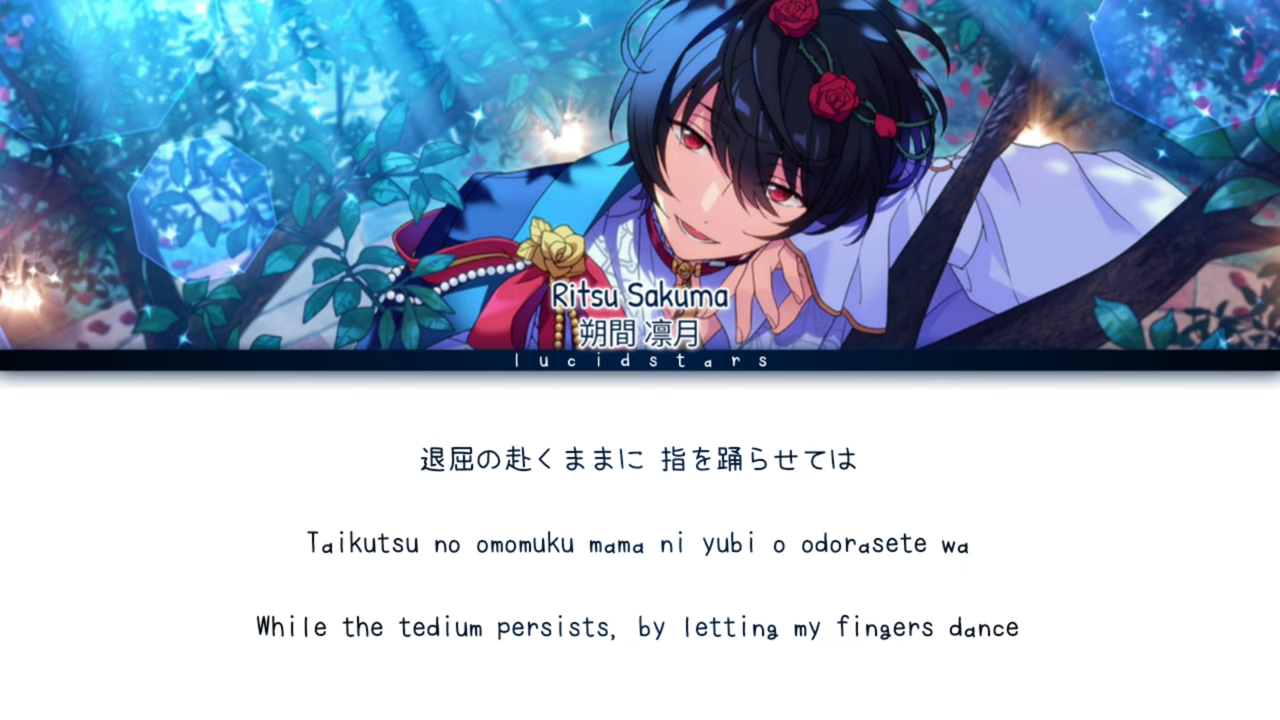 Ritsu Sakuma
朔間 凛月
lucidstars
退屈の赴くままに 指を踊らせては
Taikutsu no omomuku mama ni yubi o odorasete wa
While the tedium persists, by letting my fingers dance